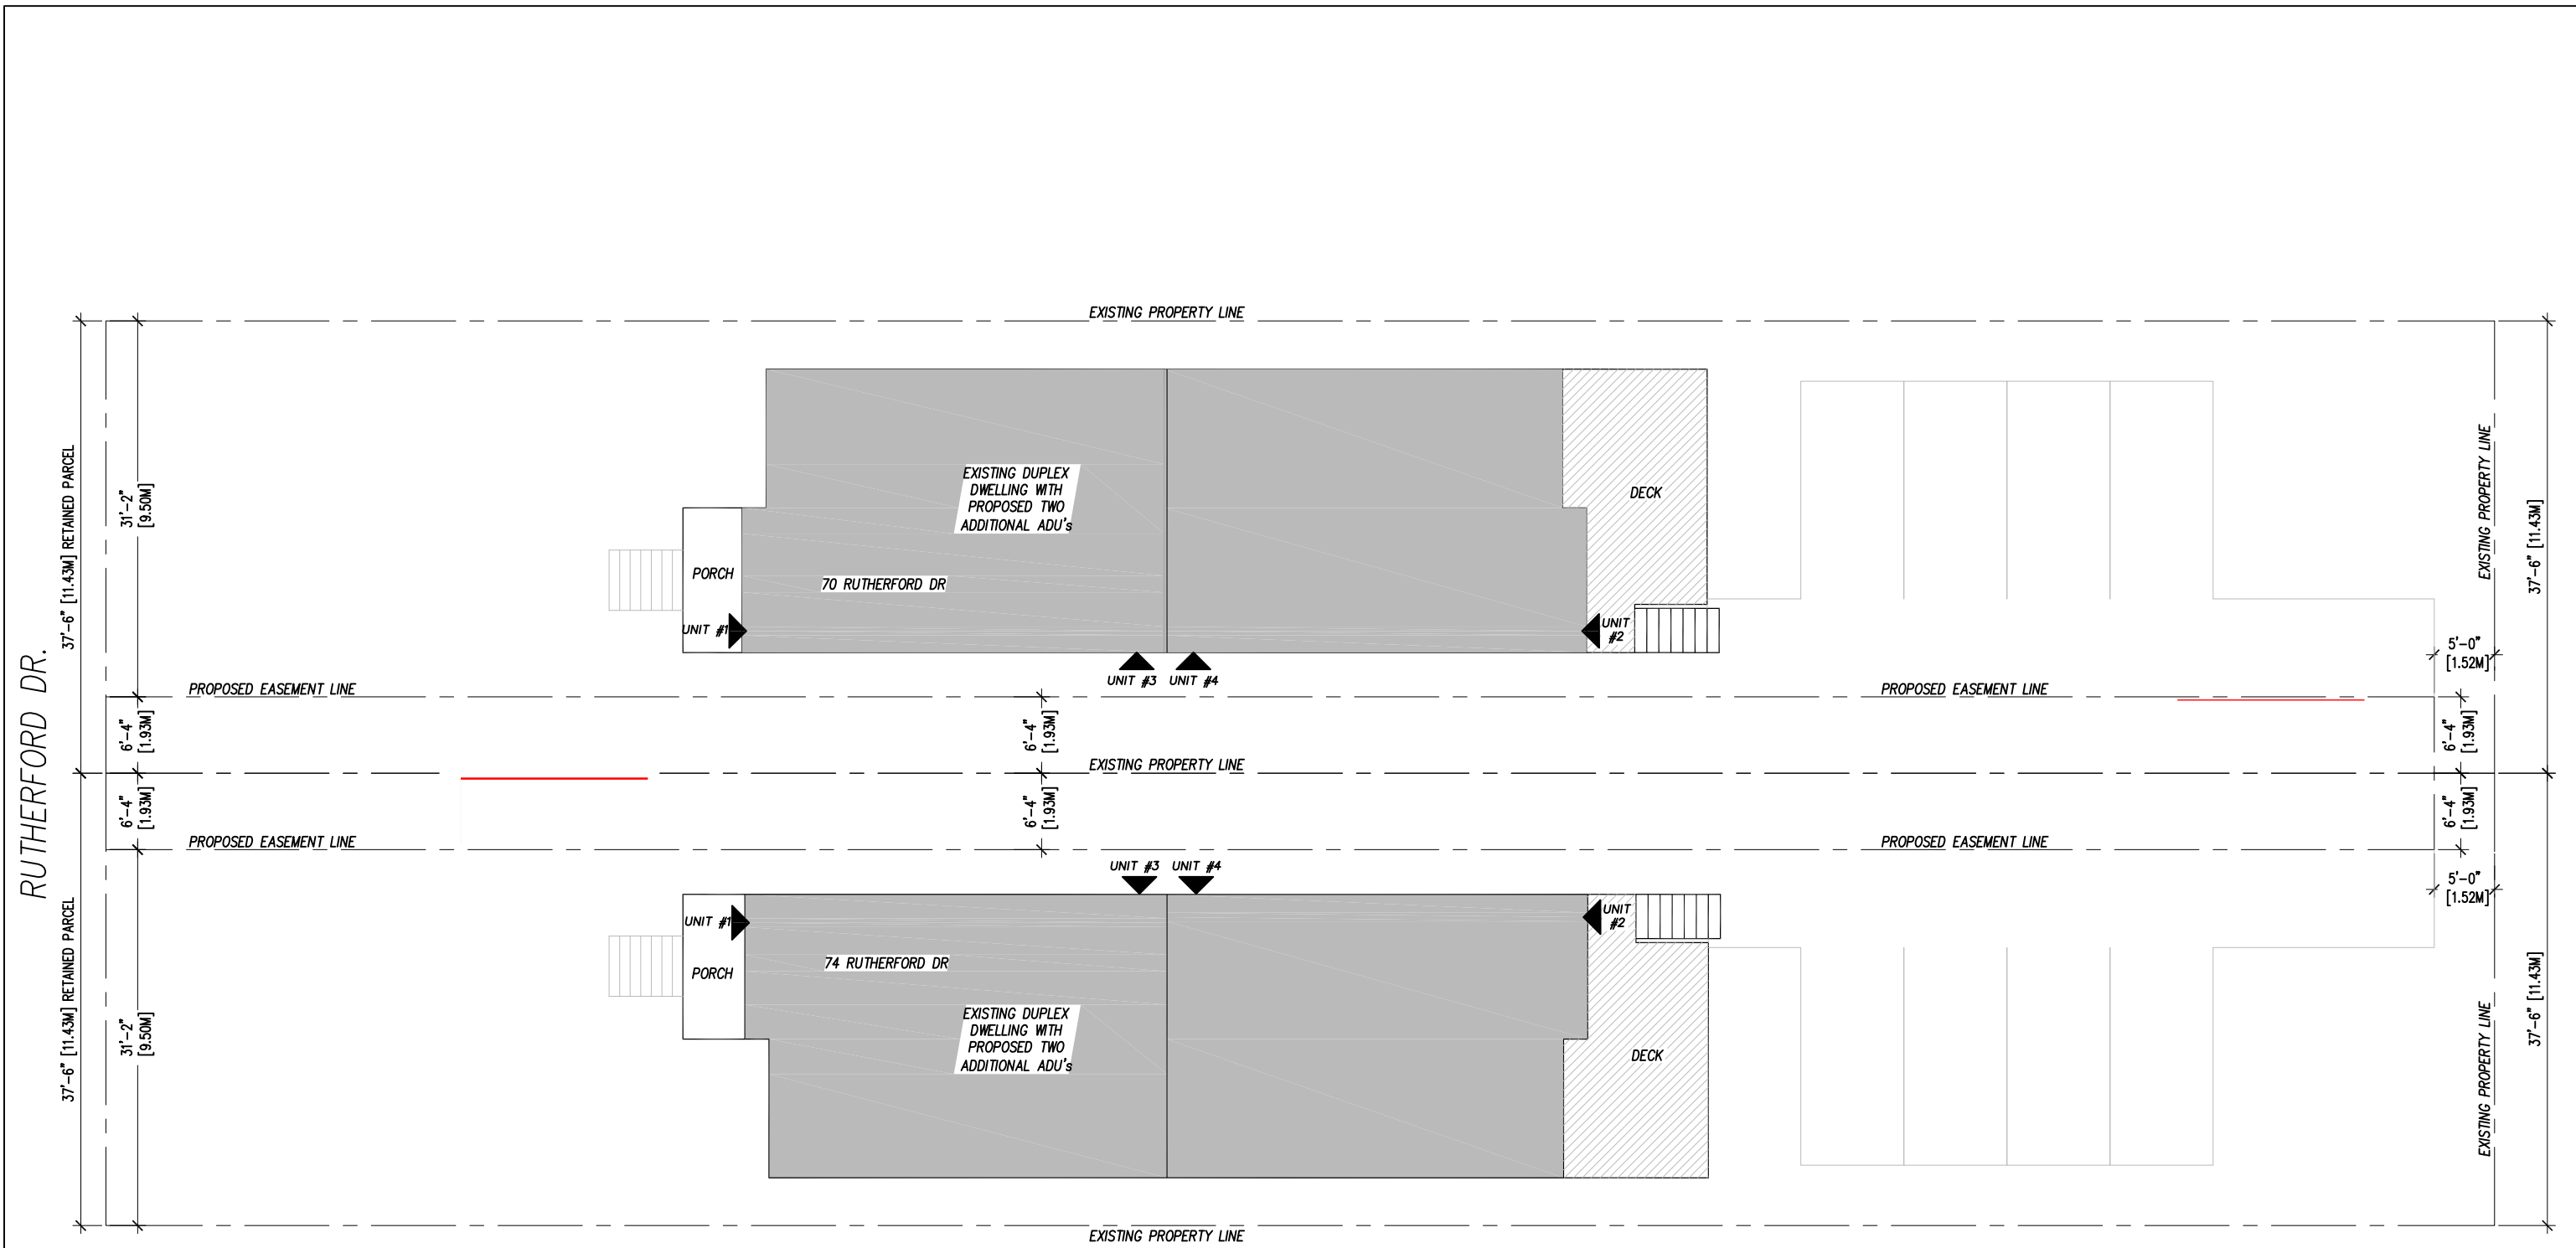 EXISTING PROPERTY LINE
RUTHERFORD DR.
37'-6" [11.43M] RETAINED PARCEL
31'-2"
[9.50M]
EXISTING DUPLEX
DWELLING WITH
PROPOSED TWO
ADDITIONAL ADU's
70 RUTHERFORD DR
PORCH
UNIT #1
DECK
UNIT
#2
UNIT #3
UNIT #4
EXISTING PROPERTY LINE
37'-6" [11.43M]
5'-0"
[1.52M]
PROPOSED EASEMENT LINE
PROPOSED EASEMENT LINE
6'-4"
[1.93M]
6'-4"
[1.93M]
6'-4"
[1.93M]
EXISTING PROPERTY LINE
6'-4"
[1.93M]
6'-4"
[1.93M]
6'-4"
[1.93M]
PROPOSED EASEMENT LINE
PROPOSED EASEMENT LINE
UNIT #3
UNIT #4
5'-0"
[1.52M]
UNIT #1
UNIT
#2
PORCH
74 RUTHERFORD DR
EXISTING DUPLEX
DWELLING WITH
PROPOSED TWO
ADDITIONAL ADU's
DECK
37'-6" [11.43M] RETAINED PARCEL
31'-2"
[9.50M]
EXISTING PROPERTY LINE
37'-6" [11.43M]
EXISTING PROPERTY LINE